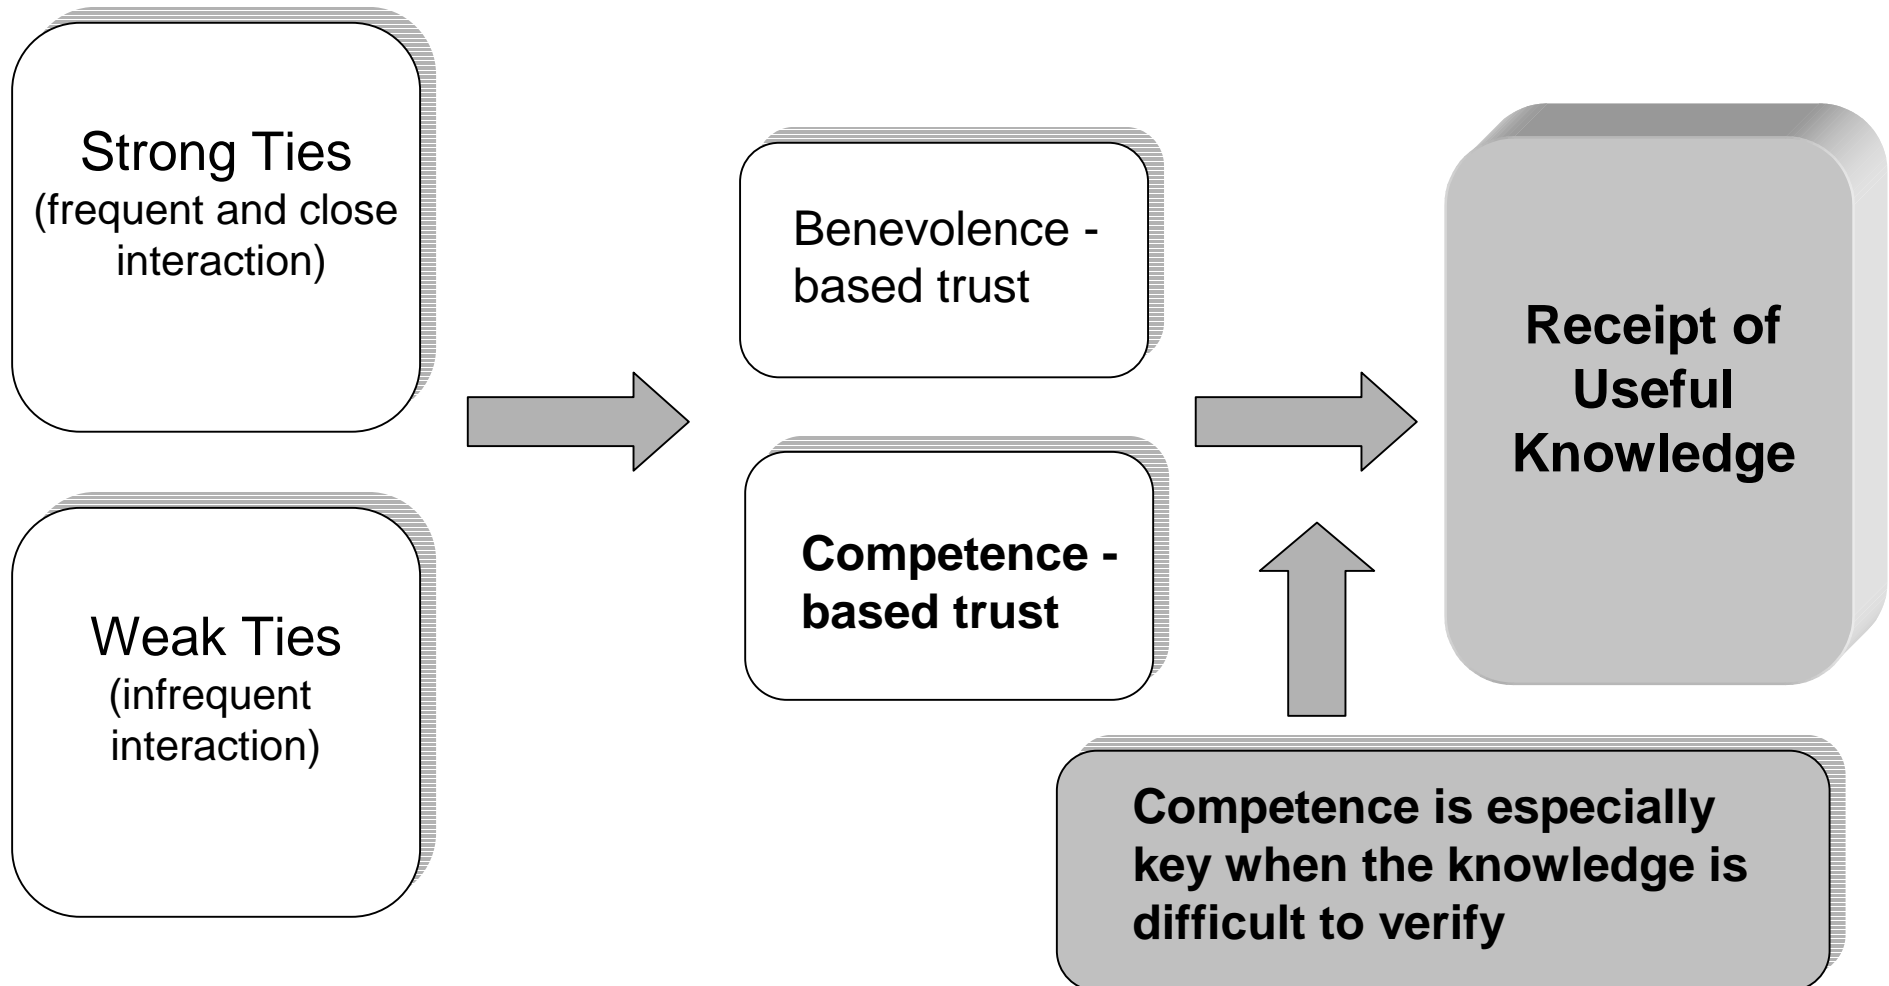 Strong Ties
(frequent and close
interaction)
Weak Ties
(infrequent
interaction)
Benevolence -
based trust
Competence -
based trust
Receipt of
Useful
Knowledge
Competence is especially
key when the knowledge is
difficult to verify